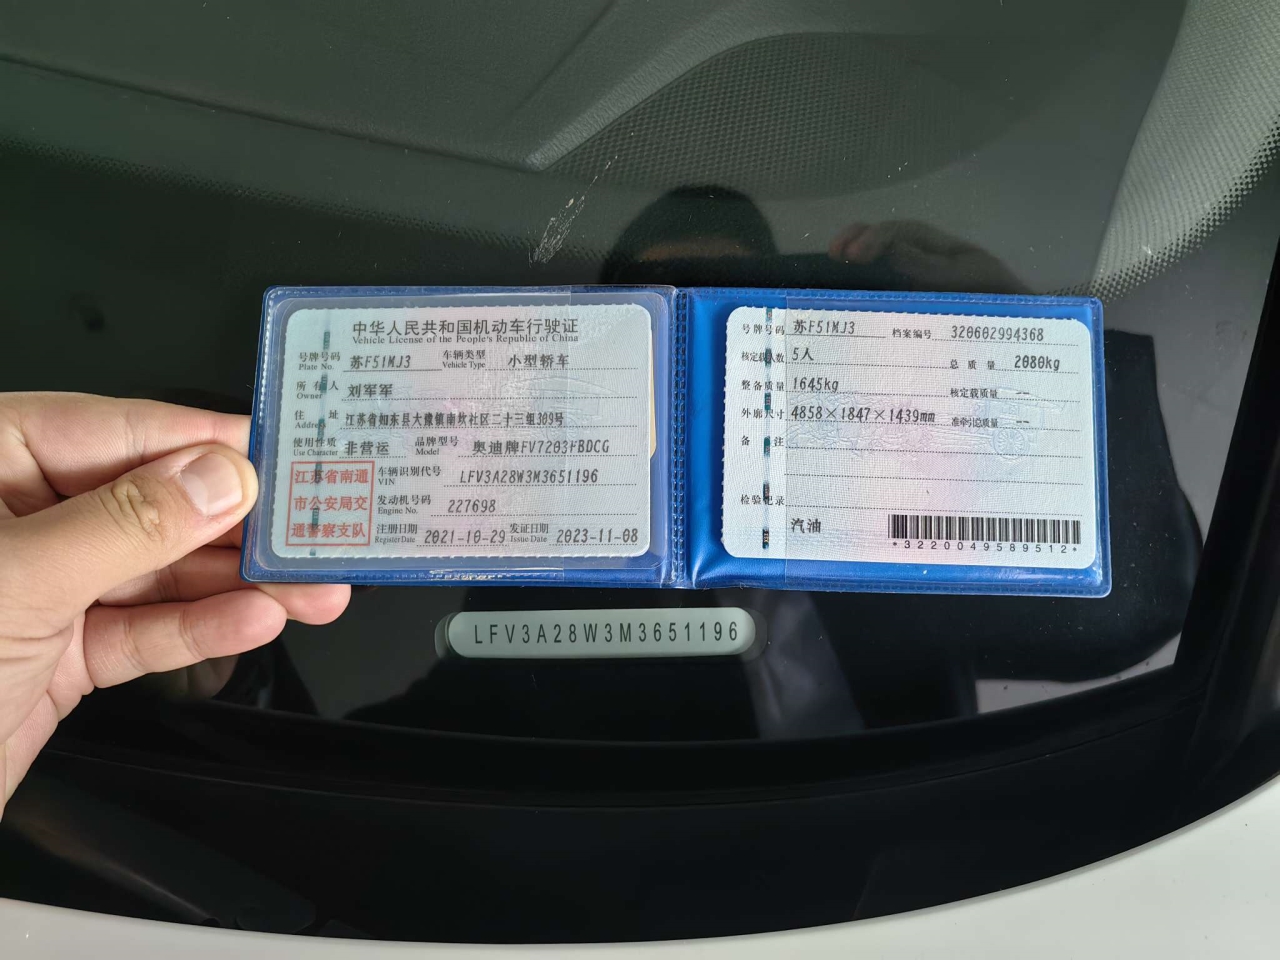 中华人民共和国机动车行驶证
Vehicle License of the People's Republic of China
号牌号码 苏F51MJ3 车辆类型 小型轿车
Plate No. Vehicle Type
所有人 刘军军
Owner
住址 江苏省如东县大豫镇南坎社区二十三组309号
Address
使用性质 非营运 品牌型号 奥迪牌FV7203FBDCG
Use Character Model
江苏省南通
市公安局交
通警察支队
车辆识别代号 LFV3A28W3M3651196
VIN
发动机号码 227698
Engine No.
注册日期 2021-10-29 发证日期 2023-11-08
Register Date Issue Date
号牌号码 苏F51MJ3 档案编号 320602994368
核定载人数 5人 总质量 2080kg
整备质量 1645kg 核定载质量 --
外廓尺寸 4858×1847×1439mm 准牵引总质量 --
备注
检验记录
汽油
*3220049589512*
LFV3A28W3M3651196